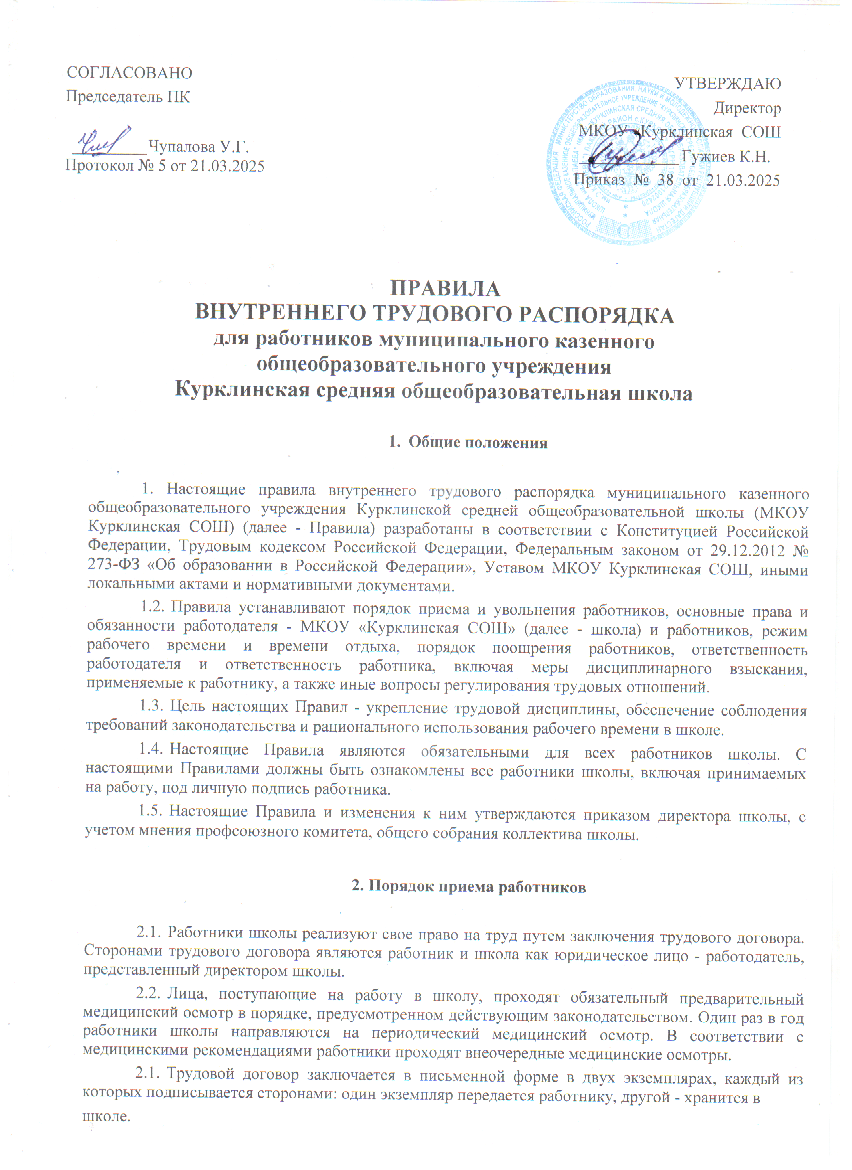 СОГЛАСОВАНО
Председатель ПК
Чупалова У.Г.
Протокол № 5 от 21.03.2025
УТВЕРЖДАЮ
Директор
МКОУ Курклинская СОШ
Гужиев К.Н.
Приказ № 38 от 21.03.2025
ПРАВИЛА
ВНУТРЕННЕГО ТРУДОВОГО РАСПОРЯДКА
для работников муниципального казенного
общеобразовательного учреждения
Курклинская средняя общеобразовательная школа
1. Общие положения
1. Настоящие правила внутреннего трудового распорядка муниципального казенного
общеобразовательного учреждения Курклинской средней общеобразовательной школы (МКОУ
Курклинская СОШ) (далее - Правила) разработаны в соответствии с Конституцией Российской
Федерации, Трудовым кодексом Российской Федерации, Федеральным законом от 29.12.2012 №
273-ФЗ «Об образовании в Российской Федерации», Уставом МКОУ Курклинская СОШ, иными
локальными актами и нормативными документами.
1.2. Правила устанавливают порядок приема и увольнения работников, основные права и
обязанности работодателя - МКОУ «Курклинская СОШ» (далее - школа) и работников, режим
рабочего времени и времени отдыха, порядок поощрения работников, ответственность
работодателя и ответственность работника, включая меры дисциплинарного взыскания,
применяемые к работнику, а также иные вопросы регулирования трудовых отношений.
1.3. Цель настоящих Правил - укрепление трудовой дисциплины, обеспечение соблюдения
требований законодательства и рационального использования рабочего времени в школе.
1.4. Настоящие Правила являются обязательными для всех работников школы. С
настоящими Правилами должны быть ознакомлены все работники школы, включая принимаемых
на работу, под личную подпись работника.
1.5. Настоящие Правила и изменения к ним утверждаются приказом директора школы, с
учетом мнения профсоюзного комитета, общего собрания коллектива школы.
2. Порядок приема работников
2.1. Работники школы реализуют свое право на труд путем заключения трудового договора.
Сторонами трудового договора являются работник и школа как юридическое лицо - работодатель,
представленный директором школы.
2.2. Лица, поступающие на работу в школу, проходят обязательный предварительный
медицинский осмотр в порядке, предусмотренном действующим законодательством. Один раз в год
работники школы направляются на периодический медицинский осмотр. В соответствии с
медицинскими рекомендациями работники проходят внеочередные медицинские осмотры.
2.1. Трудовой договор заключается в письменной форме в двух экземплярах, каждый из
которых подписывается сторонами: один экземпляр передается работнику, другой - хранится в
школе.